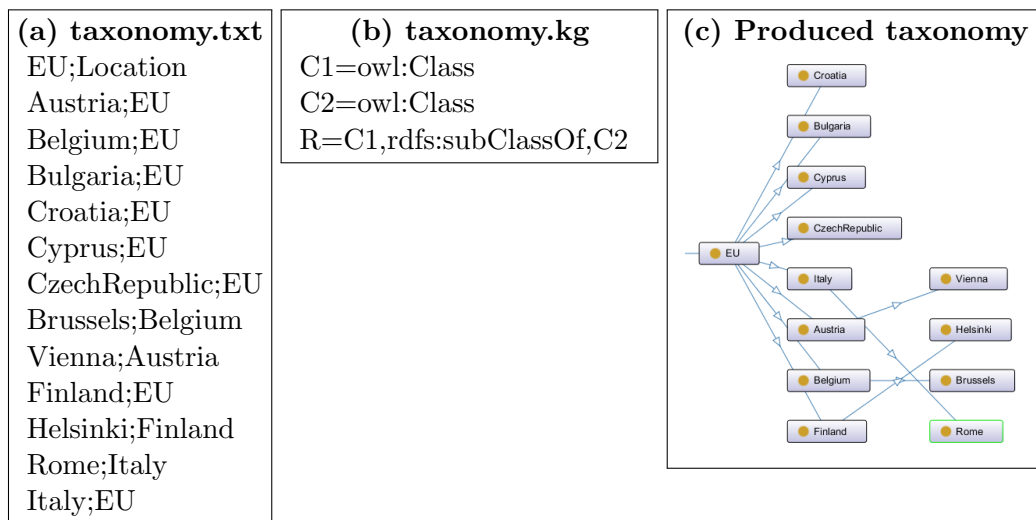 (a) taxonomy.txt
EU;Location
Austria;EU
Belgium;EU
Bulgaria;EU
Croatia;EU
Cyprus;EU
CzechRepublic;EU
Brussels;Belgium
Vienna;Austria
Finland;EU
Helsinki;Finland
Rome;Italy
Italy;EU
(b) taxonomy.kg
C1=owl:Class
C2=owl:Class
R=C1,rdfs:subClassOf,C2
(c) Produced taxonomy
Croatia
Bulgaria
Cyprus
CzechRepublic
EU
Italy
Vienna
Austria
Helsinki
Belgium
Brussels
Finland
Rome